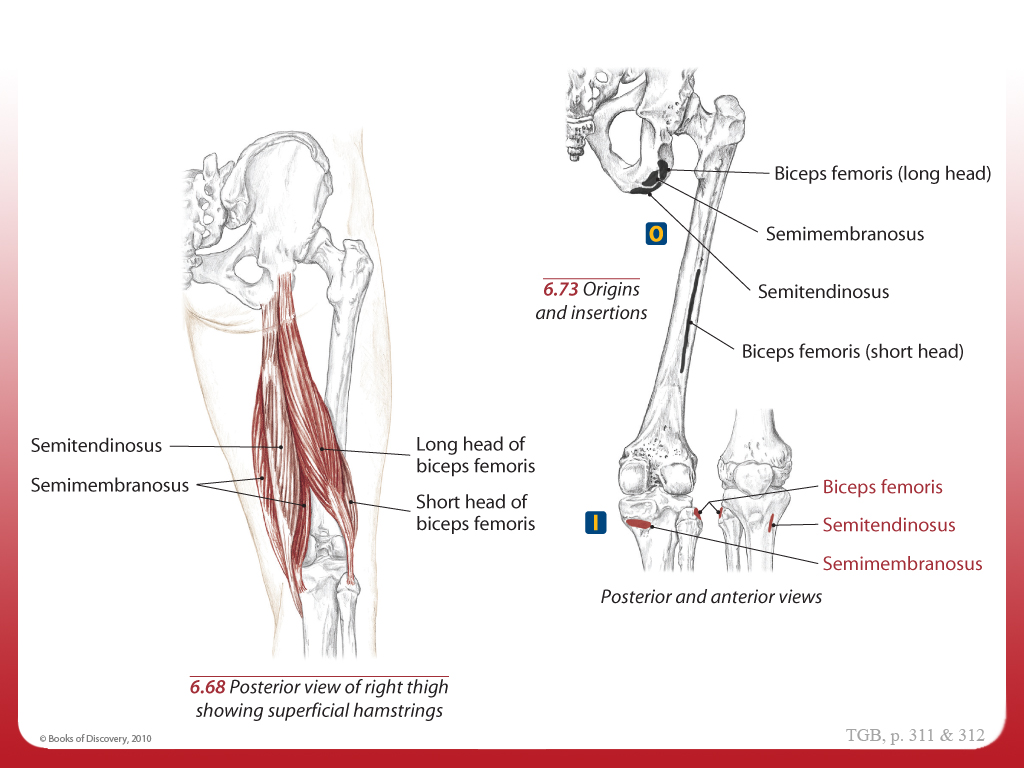 Biceps femoris (long head)
Semimembranosus
O
6.73 Origins
and insertions
Semitendinosus
Biceps femoris (short head)
Semitendinosus
Semimembranosus
Long head of
biceps femoris
Short head of
biceps femoris
Biceps femoris
I
Semitendinosus
Semimembranosus
Posterior and anterior views
6.68 Posterior view of right thigh
showing superficial hamstrings
© Books of Discovery, 2010
TGB, p. 311 & 312